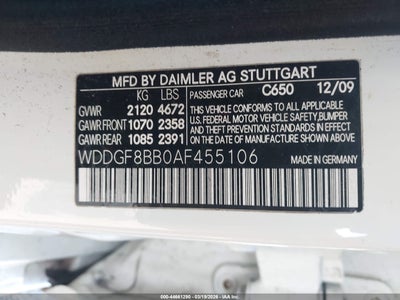 MFD BY DAIMLER AG STUTTGART
KG LBS PASSENGER CAR C650 12/09
GVWR 2120 4672 THIS VEHICLE CONFORMS TO ALL APPLICABLE
GAWR FRONT 1070 2358 U.S. FEDERAL MOTOR VEHICLE SAFETY, BUMPER
GAWR REAR 1085 2391 AND THEFT PREVENTION STANDARDS IN EFFECT
ON THE DATE OF MANUFACTURE SHOWN ABOVE.
WDDGF8BB0AF455106 MADE IN GERMANY